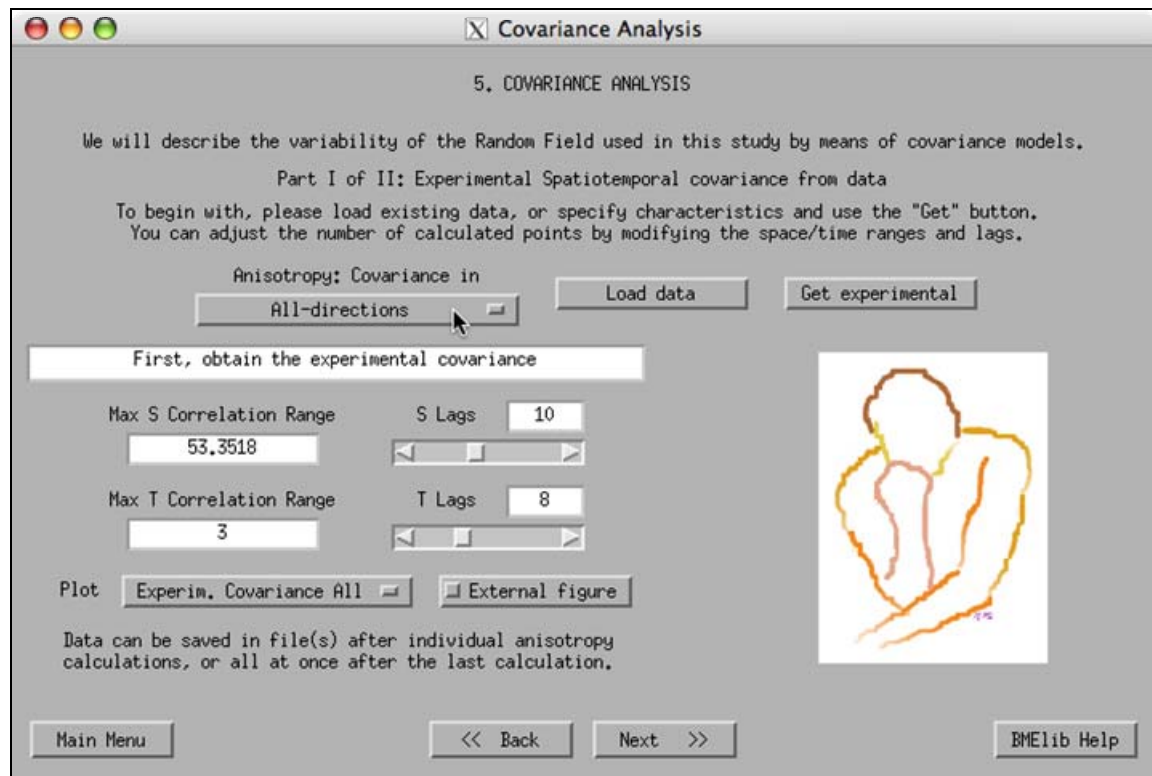 X Covariance Analysis
5. COVARIANCE ANALYSIS
We will describe the variability of the Random Field used in this study by means of covariance models.
Part I of II: Experimental Spatiotemporal covariance from data
To begin with, please load existing data, or specify characteristics and use the "Get" button.
You can adjust the number of calculated points by modifying the space/time ranges and lags.
Anisotropy: Covariance in
All-directions
Load data
Get experimental
First, obtain the experimental covariance
Max S Correlation Range
S Lags
10
53.3518
Max T Correlation Range
T Lags
8
3
Plot
Experim. Covariance All
External figure
Data can be saved in file(s) after individual anisotropy
calculations, or all at once after the last calculation.
Main Menu
<< Back
Next >>
BMElib Help